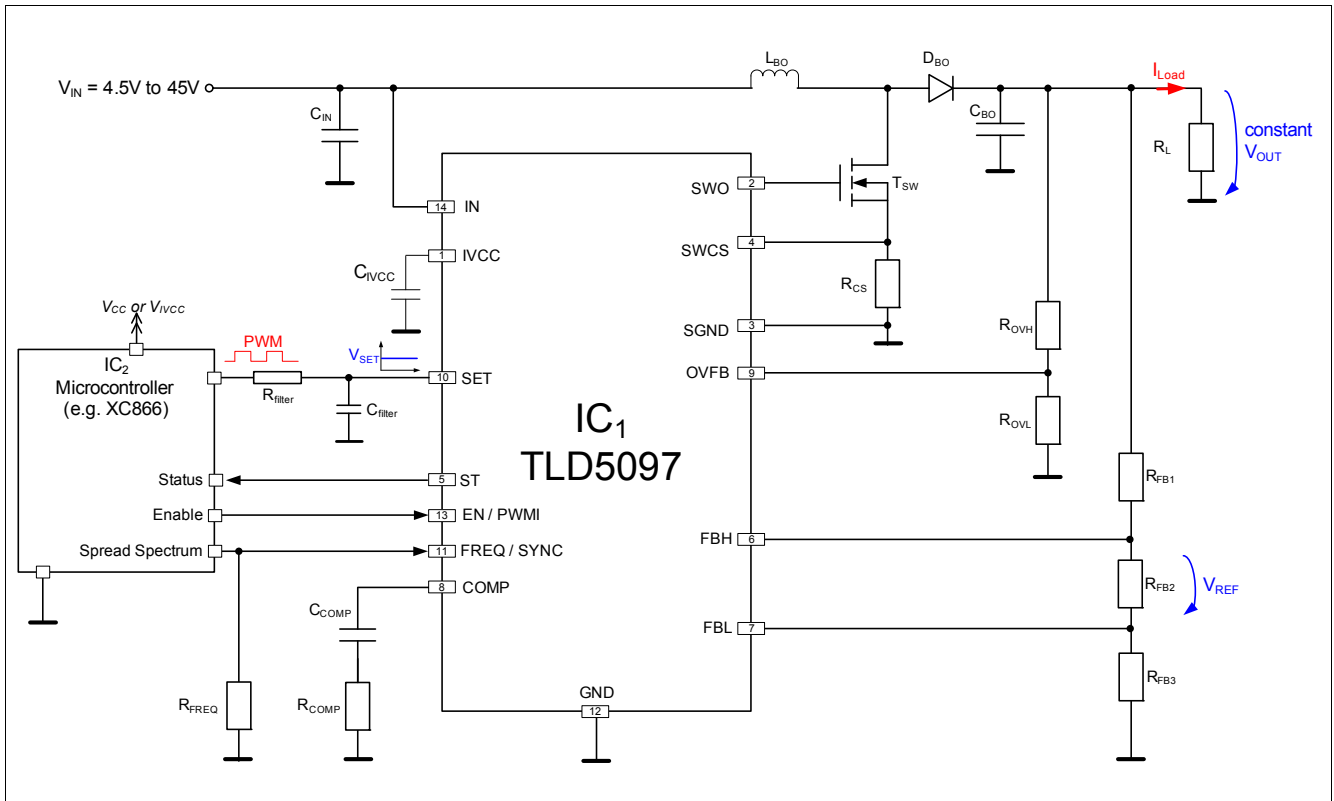 L_BO
D_BO
I_Load
V_IN = 4.5V to 45V
C_IN
C_BO
R_L
constant
V_OUT
SWO
2
T_SW
14
IN
SWCS
4
1
IVCC
C_IVCC
R_CS
V_CC or V_IVCC
SGND
3
R_OVH
PWM
V_SET
IC_2
Microcontroller
(e.g. XC866)
OVFB
9
10
SET
R_filter
C_filter
R_OVL
IC_1
TLD5097
Status
5
ST
R_FB1
Enable
13
EN / PWMI
Spread Spectrum
11
FREQ / SYNC
FBH
6
8
COMP
R_FB2
V_REF
C_COMP
FBL
7
R_FB3
GND
R_FREQ
R_COMP
12